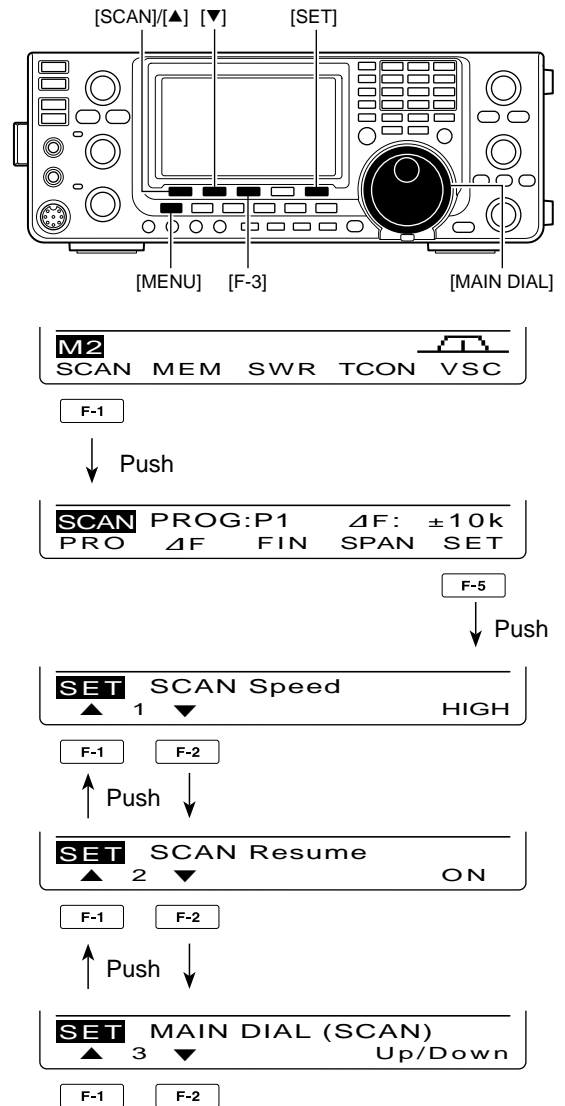 [SCAN]/[▲] [▼] [SET]
[MENU] [F-3] [MAIN DIAL]
M2
SCAN MEM SWR TCON VSC
F-1
Push
SCAN PROG:P1 ⊿F: ±10k
PRO ⊿F FIN SPAN SET
F-5
Push
SET SCAN Speed
▲ 1 ▼ HIGH
F-1 F-2
Push
SET SCAN Resume
▲ 2 ▼ ON
F-1 F-2
Push
SET MAIN DIAL (SCAN)
▲ 3 ▼ Up/Down
F-1 F-2